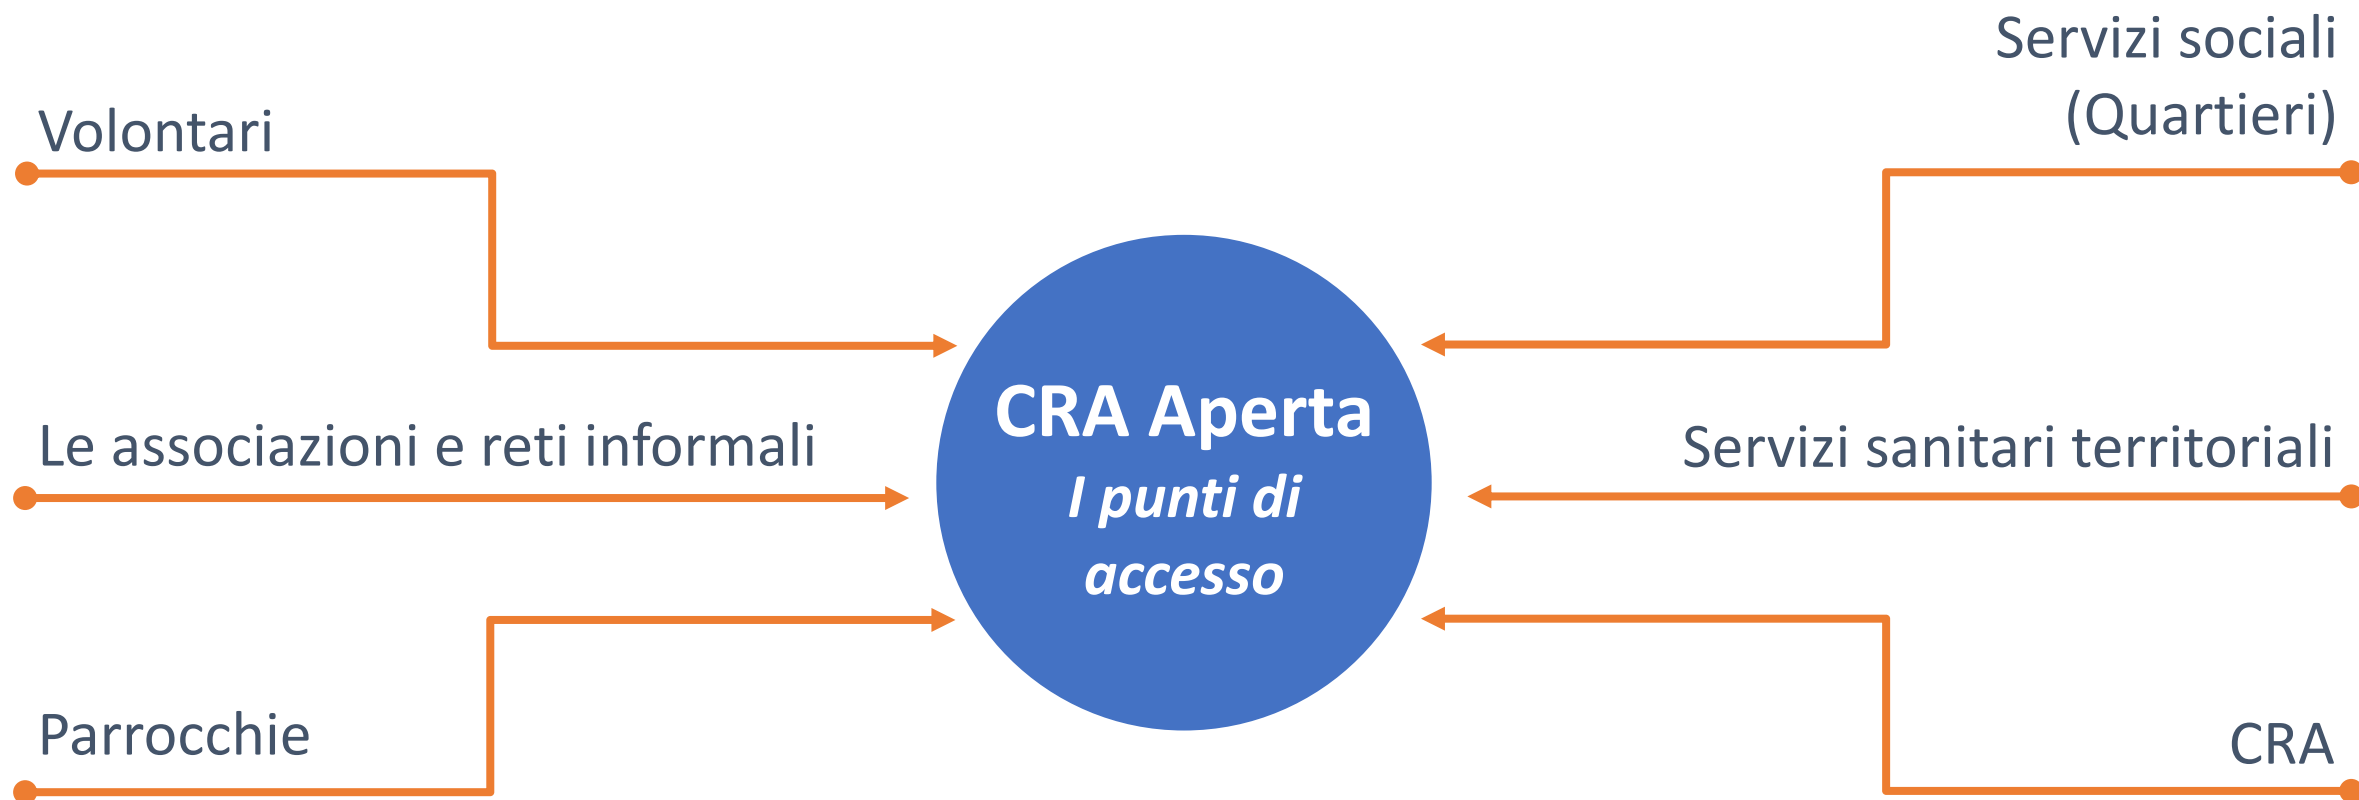 Volontari
Le associazioni e reti informali
Parrocchie
CRA Aperta
I punti di
accesso
Servizi sociali
(Quartieri)
Servizi sanitari territoriali
CRA